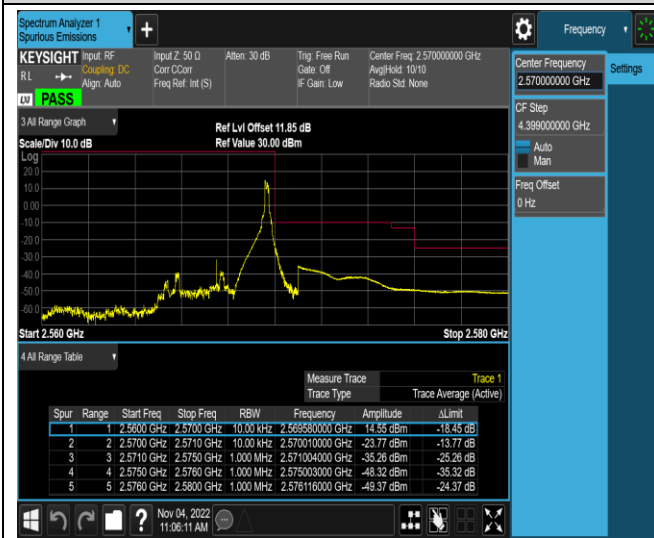 Spectrum Analyzer 1
Spurious Emissions
+
Frequency
KEYSIGHT
RL
Input: RF
Coupling: DC
Align: Auto
Input Z: 50 Ω
Corr CCorr
Freq Ref: Int (S)
Atten: 30 dB
Trig: Free Run
Gate: Off
IF Gain: Low
Center Freq: 2.570000000 GHz
Avg|Hold: 10/10
Radio Std: None
LXI
PASS
Center Frequency
2.570000000 GHz
Settings
CF Step
4.399000000 GHz
Auto
Man
Freq Offset
0 Hz
3 All Range Graph
Scale/Div 10.0 dB
Ref Lvl Offset 11.85 dB
Ref Value 30.00 dBm
Log
20.0
10.0
0.00
-10.0
-20.0
-30.0
-40.0
-50.0
-60.0
Start 2.560 GHz
Stop 2.580 GHz
4 All Range Table
Measure Trace Trace 1
Trace Type Trace Average (Active)
Spur Range Start Freq Stop Freq RBW Frequency Amplitude ΔLimit
1 1 2.5600 GHz 2.5700 GHz 10.00 kHz 2.569580000 GHz 14.55 dBm -18.45 dB
2 2 2.5700 GHz 2.5710 GHz 10.00 kHz 2.570010000 GHz -23.77 dBm -13.77 dB
3 3 2.5710 GHz 2.5750 GHz 1.000 MHz 2.571004000 GHz -35.26 dBm -25.26 dB
4 4 2.5750 GHz 2.5760 GHz 1.000 MHz 2.575003000 GHz -48.32 dBm -35.32 dB
5 5 2.5760 GHz 2.5800 GHz 1.000 MHz 2.576116000 GHz -49.37 dBm -24.37 dB
?
Nov 04, 2022
11:06:11 AM